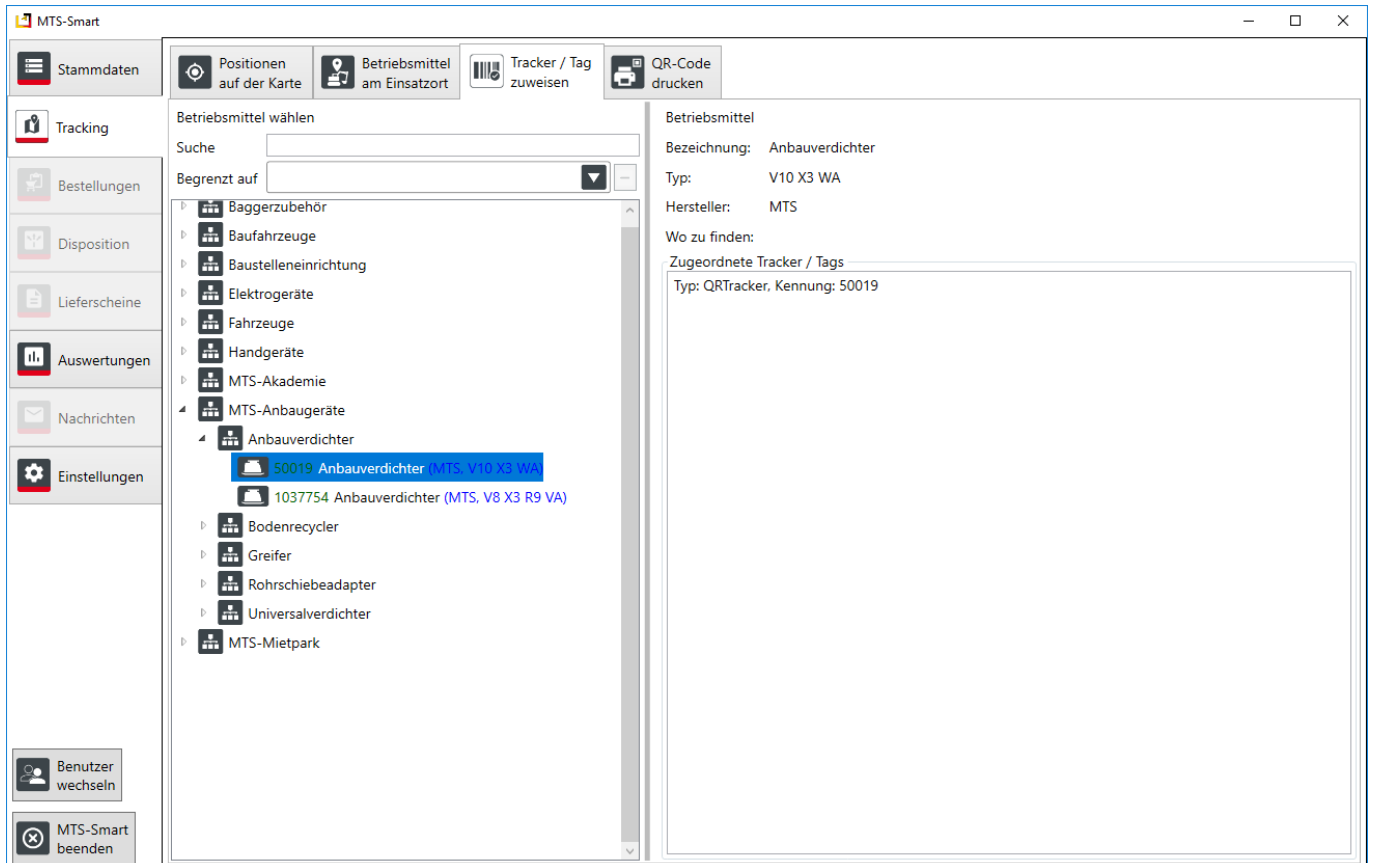 MTS-Smart
Stammdaten
Tracking
Bestellungen
Disposition
Lieferscheine
Auswertungen
Nachrichten
Einstellungen
Benutzer
wechseln
MTS-Smart
beenden
Positionen
auf der Karte
Betriebsmittel
am Einsatzort
Tracker / Tag
zuweisen
QR-Code
drucken
Betriebsmittel wählen
Suche
Begrenzt auf
Baggerzubehör
Baufahrzeuge
Baustelleneinrichtung
Elektrogeräte
Fahrzeuge
Handgeräte
MTS-Akademie
MTS-Anbaugeräte
Anbauverdichter
50019 Anbauverdichter (MTS, V10 X3 WA)
1037754 Anbauverdichter (MTS, V8 X3 R9 VA)
Bodenrecycler
Greifer
Rohrschiebeadapter
Universalverdichter
MTS-Mietpark
Betriebsmittel
Bezeichnung: Anbauverdichter
Typ: V10 X3 WA
Hersteller: MTS
Wo zu finden:
Zugeordnete Tracker / Tags
Typ: QRTracker, Kennung: 50019